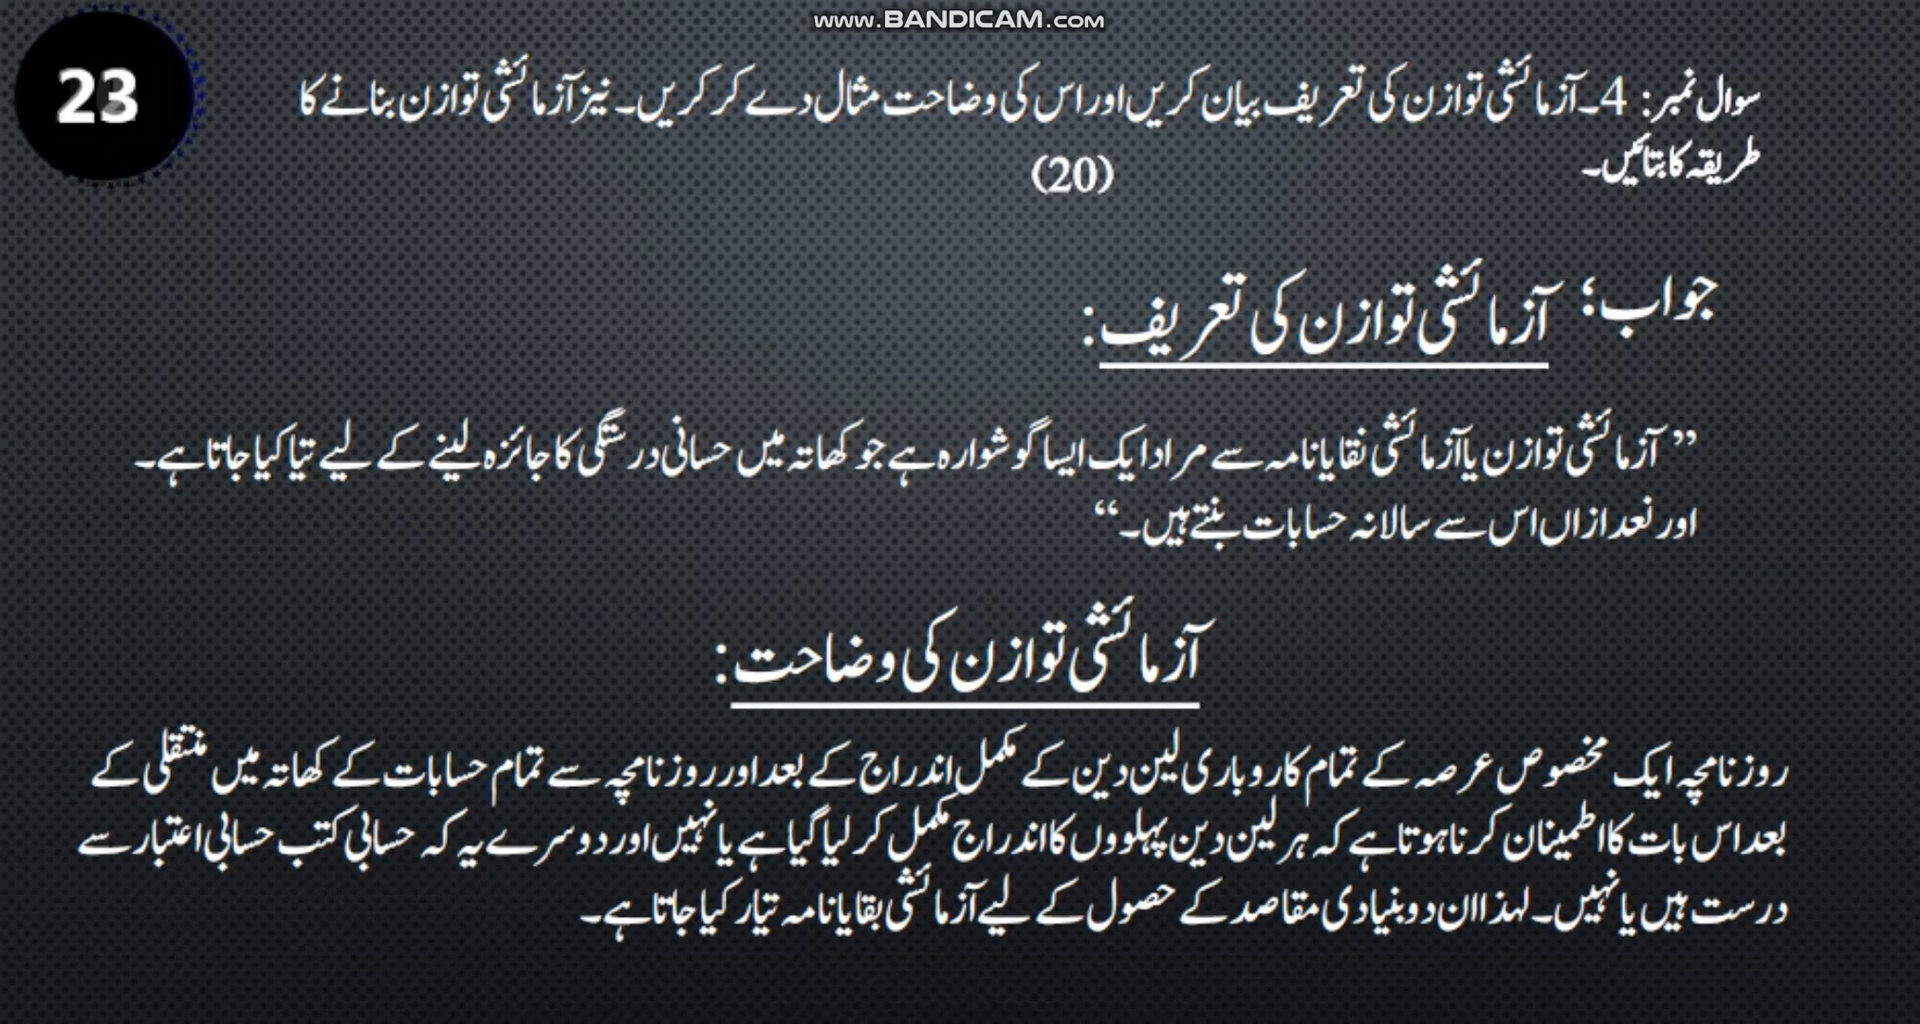 www.BANDICAM.com
23
سوال نمبر: 4۔آزمائشی توازن کی تعریف بیان کریں اور اس کی وضاحت مثال دے کر کریں۔ نیز آزمائشی توازن بنانے کا
طریقہ کا بتائیں۔ (20)
جواب؛ آزمائشی توازن کی تعریف:
” آزمائشی توازن یا آزمائشی نقایا نامہ سے مراد ایک ایسا گوشوارہ ہے جو کھاتہ میں حسانی درستگی کا جائزہ لینے کے لیے تیا کیا جاتا ہے۔
اور نعد ازاں اس سے سالانہ حسابات بنتے ہیں۔“
آزمائشی توازن کی وضاحت:
روزنامچہ ایک مخصوص عرصہ کے تمام کاروباری لین دین کے مکمل اندراج کے بعد اور روزنامچہ سے تمام حسابات کے کھاتہ میں منتقلی کے
بعد اس بات کا اطمینان کرنا ہوتا ہے کہ ہر لین دین پہلووں کا اندراج مکمل کر لیا گیا ہے یا نہیں اور دوسرے یہ کہ حسابی کتب حسابی اعتبار سے
درست ہیں یا نہیں۔ لہذا ان دو بنیادی مقاصد کے حصول کے لیے آزمائشی بقایا نامہ تیار کیا جاتا ہے۔